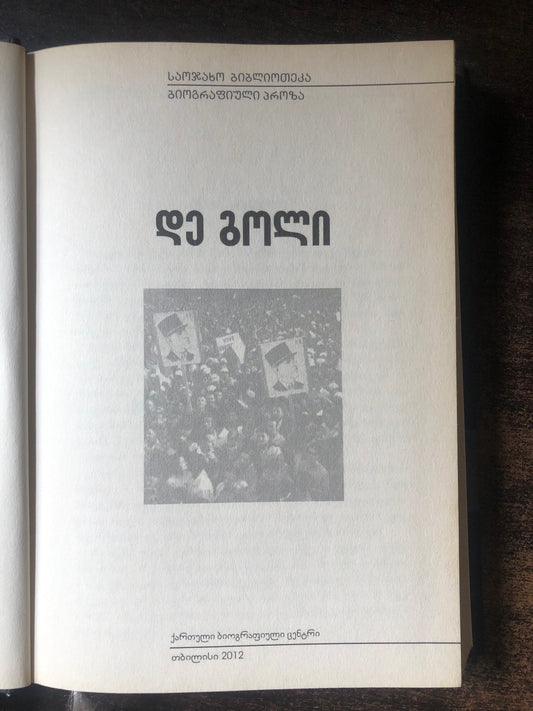 საოჯახო ბიბლიოთეკა
ბიოგრაფიული პროზა
დე გოლი
ქართული ბიოგრაფიული ცენტრი
თბილისი 2012